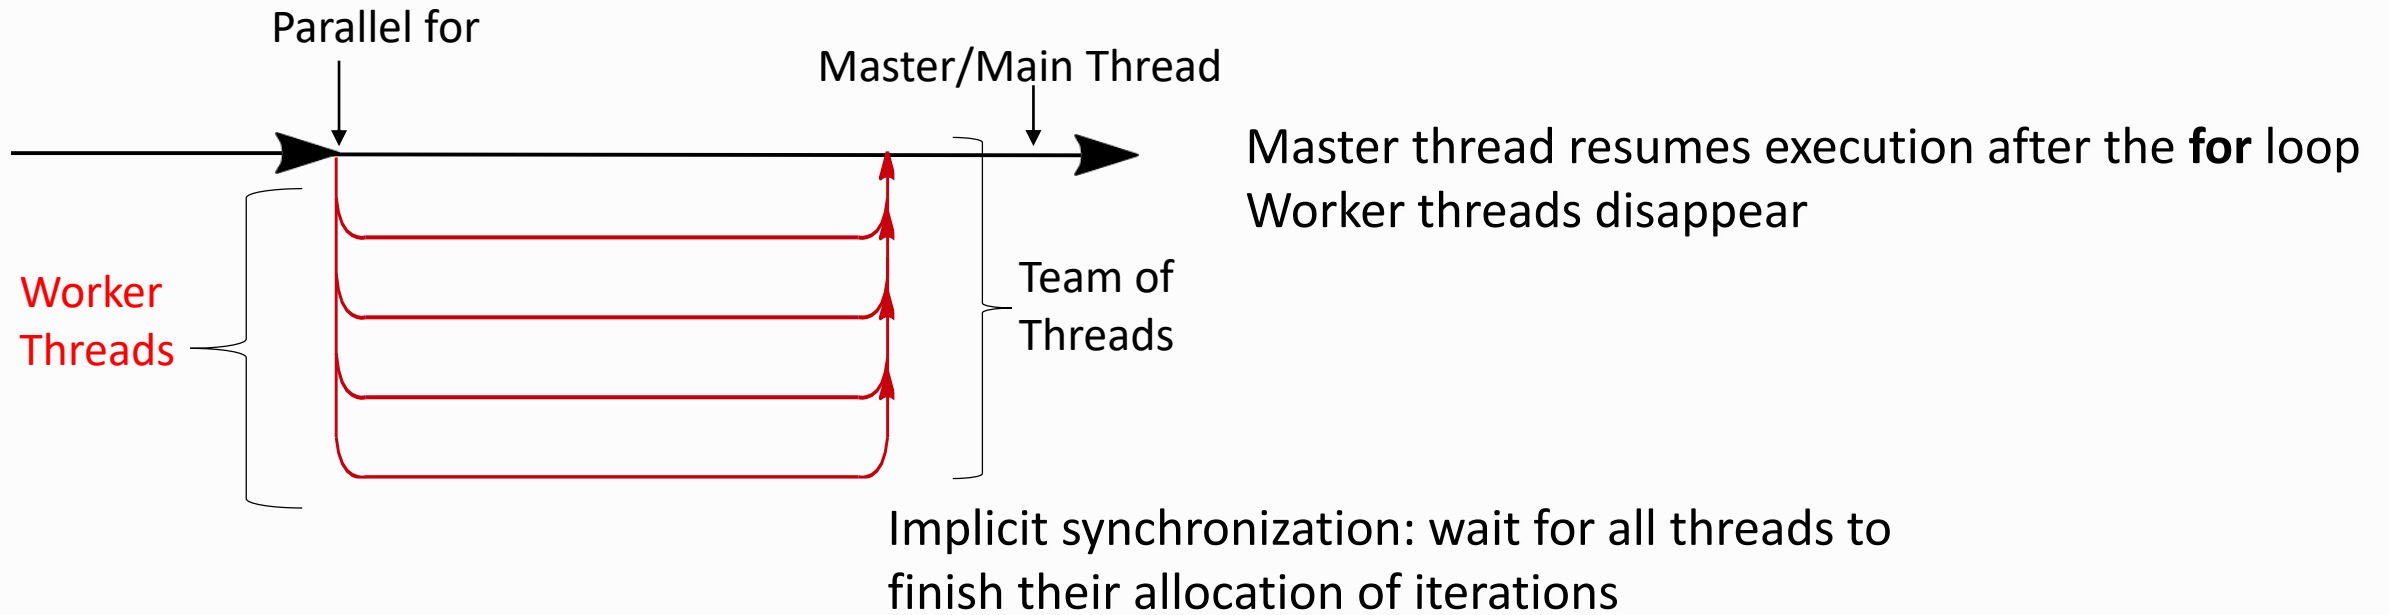 Parallel for
Master/Main Thread
Master thread resumes execution after the for loop
Worker threads disappear
Worker
Threads
Team of
Threads
Implicit synchronization: wait for all threads to
finish their allocation of iterations